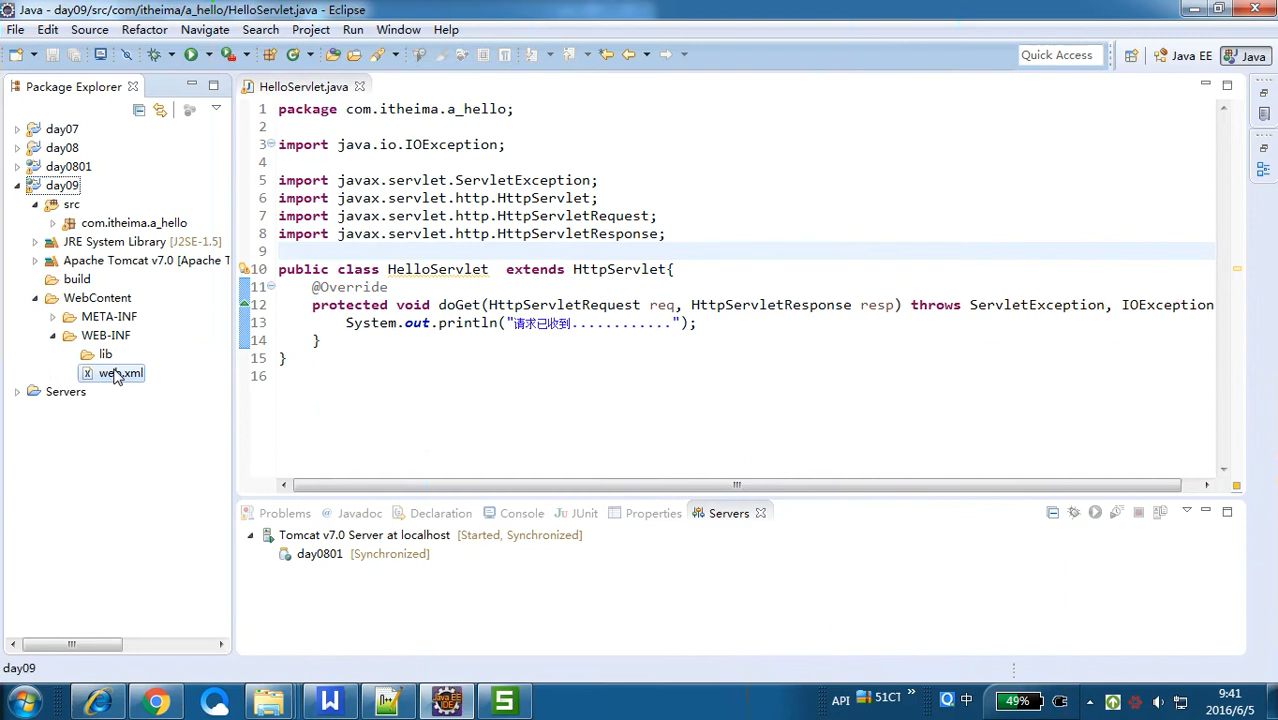 Java - day09/src/com/itheima/a_hello/HelloServlet.java - Eclipse
File Edit Source Refactor Navigate Search Project Run Window Help
Quick Access Java EE Java
Package Explorer
day07
day08
day0801
day09
src
com.itheima.a_hello
JRE System Library [J2SE-1.5]
Apache Tomcat v7.0 [Apache T
build
WebContent
META-INF
WEB-INF
lib
web.xml
Servers
HelloServlet.java
1 package com.itheima.a_hello;
2
3 import java.io.IOException;
4
5 import javax.servlet.ServletException;
6 import javax.servlet.http.HttpServlet;
7 import javax.servlet.http.HttpServletRequest;
8 import javax.servlet.http.HttpServletResponse;
9
10 public class HelloServlet  extends HttpServlet{
11 @Override
12 protected void doGet(HttpServletRequest req, HttpServletResponse resp) throws ServletException, IOException
13 System.out.println("请求已收到............");
14 }
15 }
16
Problems Javadoc Declaration Console JUnit Properties Servers
Tomcat v7.0 Server at localhost [Started, Synchronized]
day0801 [Synchronized]
day09
API 51CT » 中 49% 9:41
2016/6/5